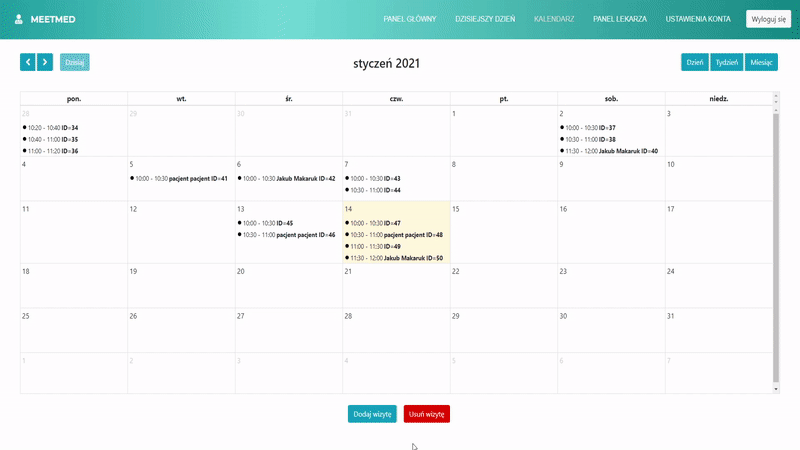 MEETMED
PANEL GŁÓWNY DZISIEJSZY DZIEŃ KALENDARZ PANEL LEKARZA USTAWIENIA KONTA Wyloguj się
Dzisiaj
styczeń 2021
Dzień Tydzień Miesiąc
pon. wt. śr. czw. pt. sob. niedz.
28 29 30 31 1 2 3
10:20 - 10:40 ID=34
10:40 - 11:00 ID=35
11:00 - 11:20 ID=36
10:00 - 10:30 ID=37
10:30 - 11:00 ID=38
11:30 - 12:00 Jakub Makaruk ID=40
4 5 6 7 8 9 10
10:00 - 10:30 pacjent pacjent ID=41
10:00 - 10:30 Jakub Makaruk ID=42
10:00 - 10:30 ID=43
10:30 - 11:00 ID=44
11 12 13 14 15 16 17
10:00 - 10:30 ID=45
10:30 - 11:00 pacjent pacjent ID=46
10:00 - 10:30 ID=47
10:30 - 11:00 pacjent pacjent ID=48
11:00 - 11:30 ID=49
11:30 - 12:00 Jakub Makaruk ID=50
18 19 20 21 22 23 24
25 26 27 28 29 30 31
1 2 3 4 5 6 7
Dodaj wizytę Usuń wizytę